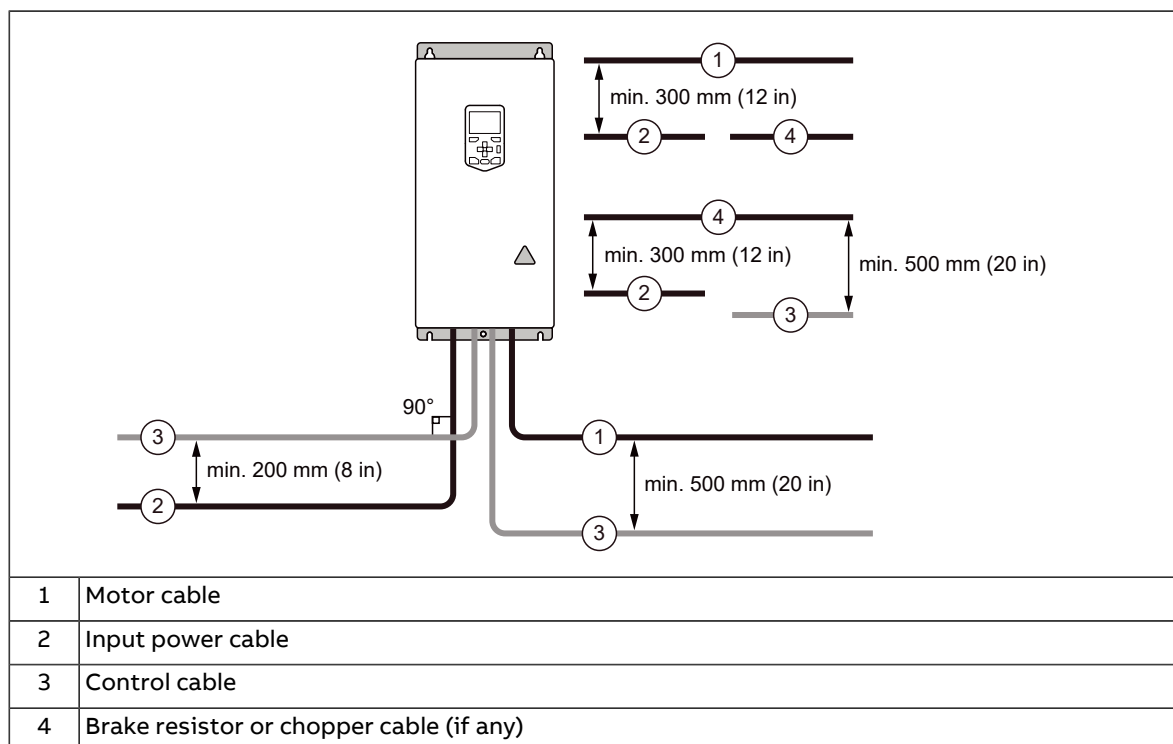 1
min. 300 mm (12 in)
2
4
4
min. 300 mm (12 in)
min. 500 mm (20 in)
2
3
90°
3
1
min. 200 mm (8 in)
min. 500 mm (20 in)
2
3
1 Motor cable
2 Input power cable
3 Control cable
4 Brake resistor or chopper cable (if any)